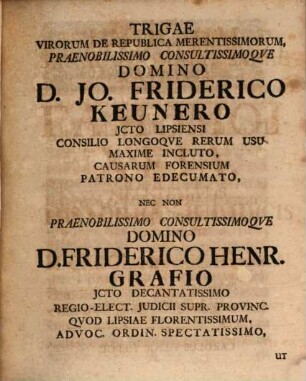 TRIGAE
VIRORUM DE REPUBLICA MERENTISSIMORUM,
PRAENOBILISSIMO CONSULTISSIMOQVE
DOMINO
D. JO. FRIDERICO
KEUNERO
JCTO LIPSIENSI
CONSILIO LONGOQVE RERUM USU
MAXIME INCLUTO,
CAUSARUM FORENSIUM
PATRONO EDECUMATO,
NEC NON
PRAENOBILISSIMO CONSULTISSIMOQVE
DOMINO
D. FRIDERICO HENR.
GRAFIO
JCTO DECANTATISSIMO
REGIO-ELECT. JUDICII SUPR. PROVINC.
QVOD LIPSIAE FLORENTISSIMUM,
ADVOC. ORDIN. SPECTATISSIMO,
UT